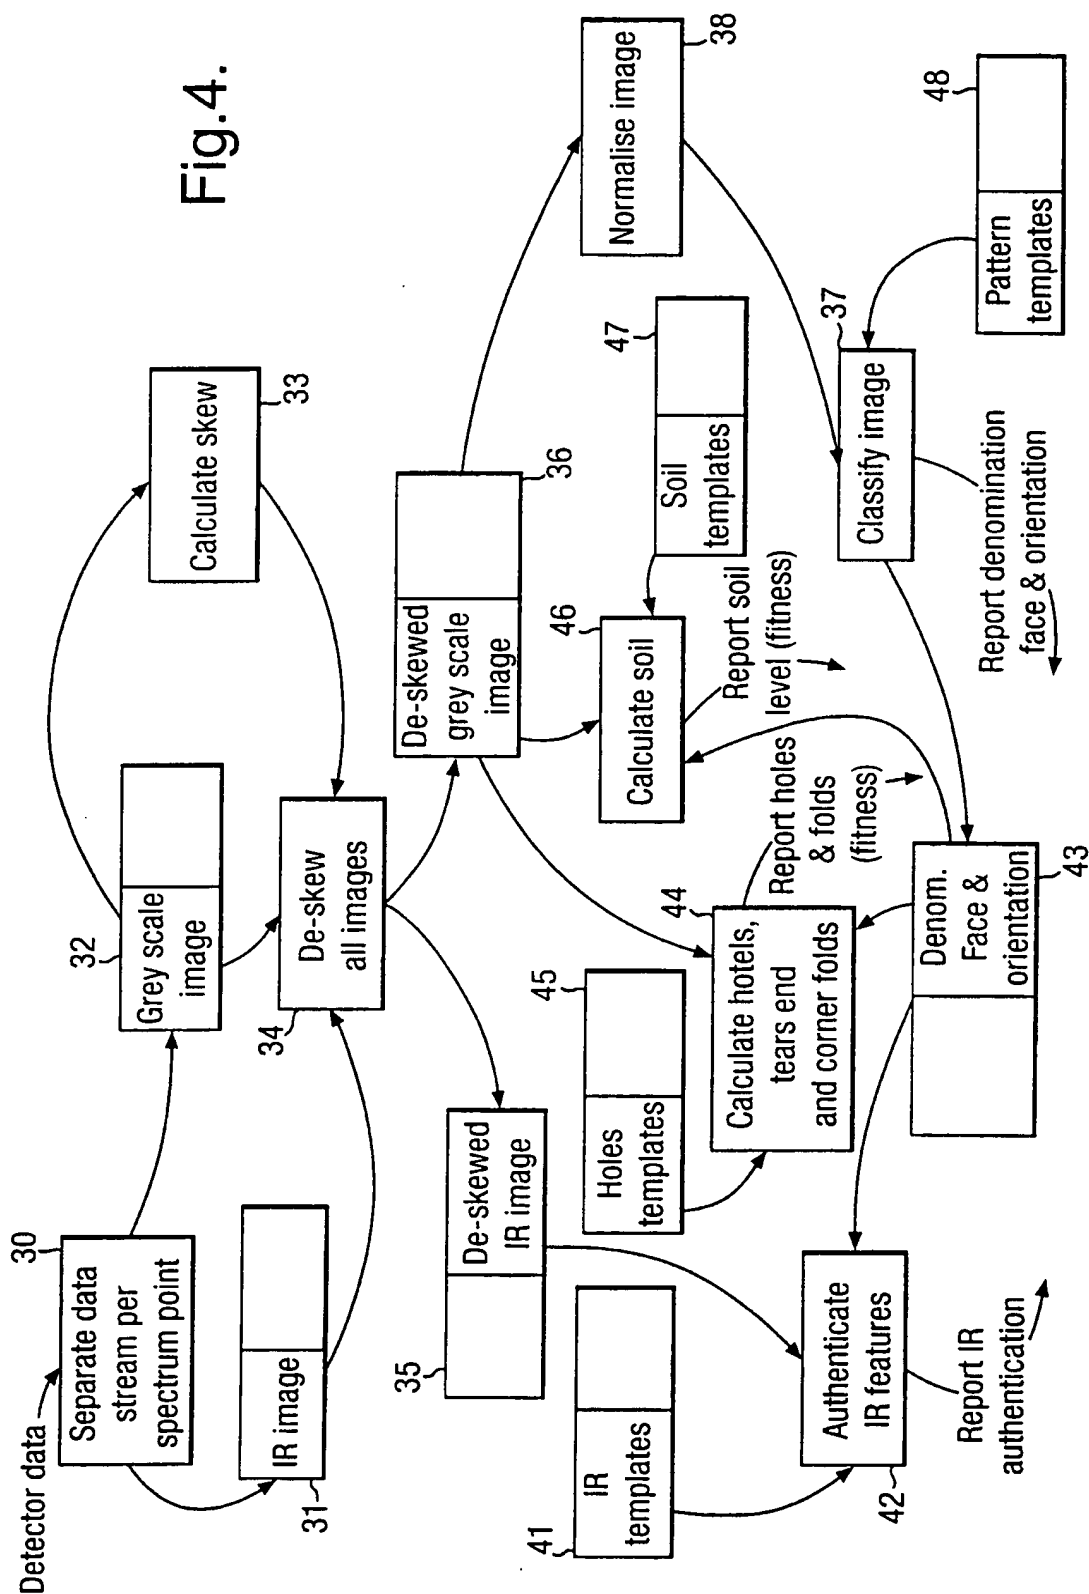 Fig.4.
Detector data
30
Separate data
stream per
spectrum point
31
IR image
32
Grey scale
image
33
Calculate skew
34
De-skew
all images
35
De-skewed
IR image
36
De-skewed
grey scale
image
38
Normalise image
41
IR
templates
45
Holes
templates
44
Calculate hotels,
tears end
and corner folds
46
Calculate soil
47
Soil
templates
Report soil
level (fitness)
Report holes
& folds
(fitness)
37
Classify image
48
Pattern
templates
42
Authenticate
IR features
43
Denom.
Face &
orientation
Report IR
authentication
Report denomination
face & orientation